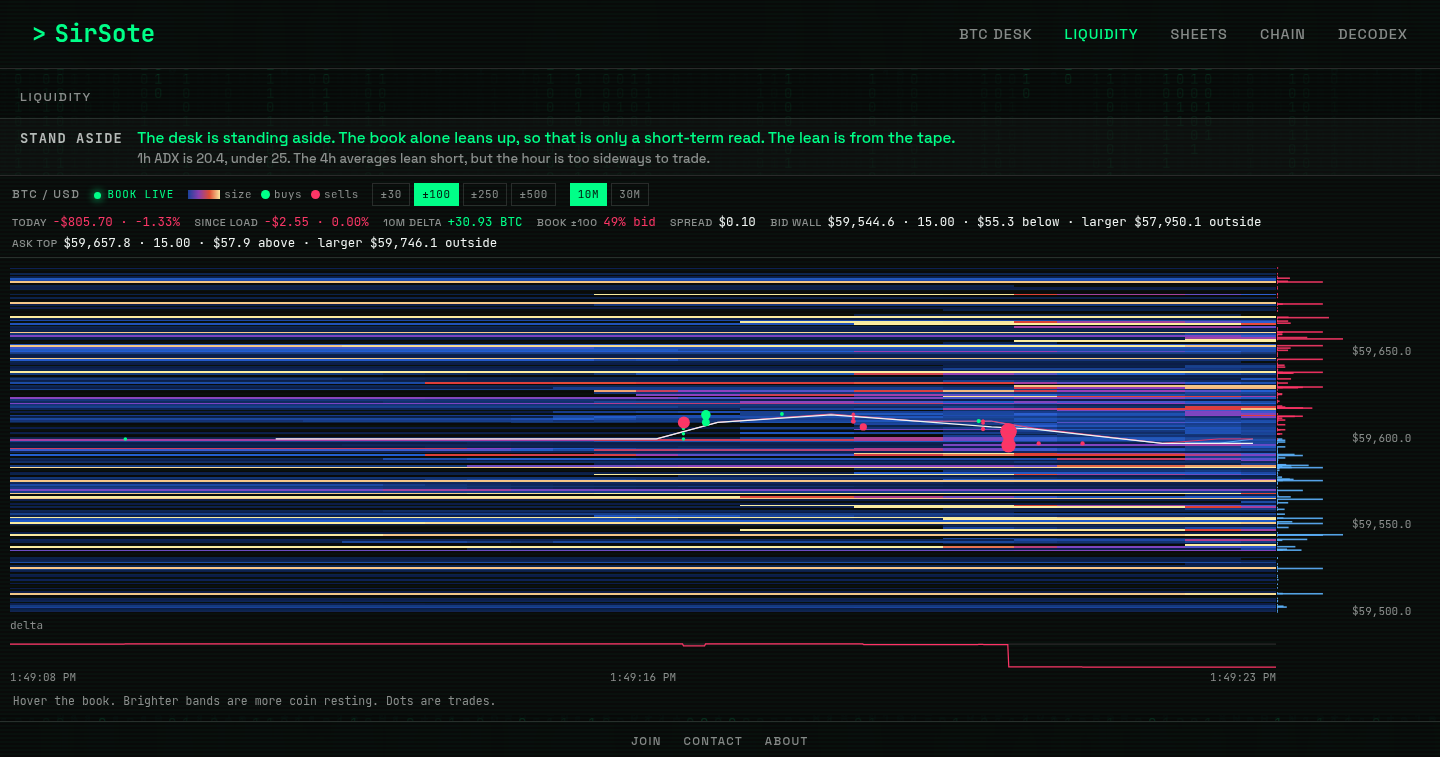 > SirSote
BTC DESK LIQUIDITY SHEETS CHAIN DECODEX
LIQUIDITY
STAND ASIDE The desk is standing aside. The book alone leans up, so that is only a short-term read. The lean is from the tape.
1h ADX is 20.4, under 25. The 4h averages lean short, but the hour is too sideways to trade.
BTC / USD BOOK LIVE size buys sells ±30 ±100 ±250 ±500 10M 30M
TODAY -$805.70 · -1.33% SINCE LOAD -$2.55 · 0.00% 10M DELTA +30.93 BTC BOOK ±100 49% bid SPREAD $0.10 BID WALL $59,544.6 · 15.00 · $55.3 below · larger $57,950.1 outside
ASK TOP $59,657.8 · 15.00 · $57.9 above · larger $59,746.1 outside
$59,650.0
$59,600.0
$59,550.0
$59,500.0
delta
1:49:08 PM 1:49:16 PM 1:49:23 PM
Hover the book. Brighter bands are more coin resting. Dots are trades.
JOIN CONTACT ABOUT